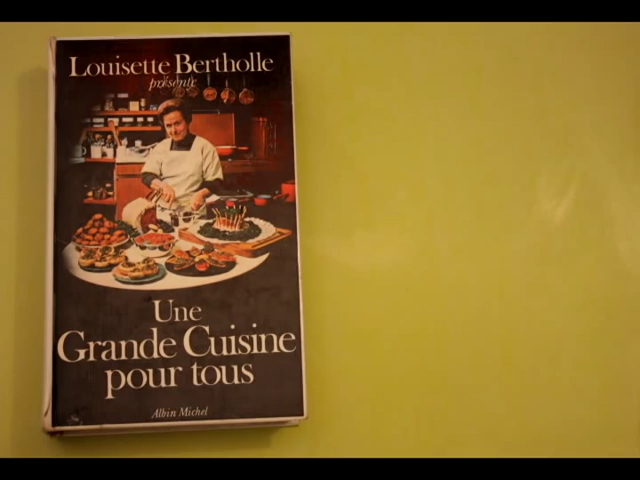 Louisette Bertholle
présente
Une
Grande Cuisine
pour tous
Albin Michel